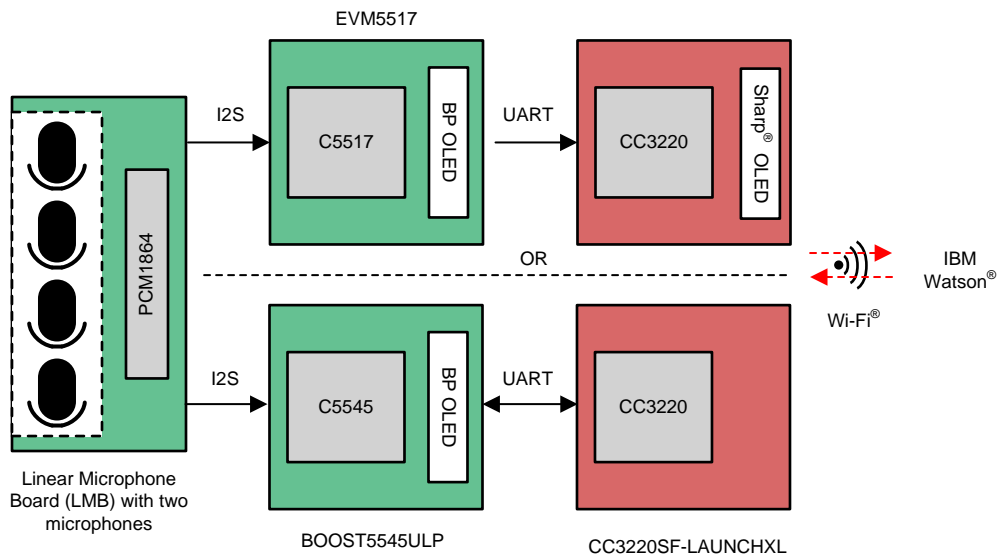 EVM5517
I2S
C5517
BP OLED
UART
CC3220
Sharp® OLED
PCM1864
OR
IBM
Watson®
Wi-Fi®
I2S
C5545
BP OLED
UART
CC3220
Linear Microphone
Board (LMB) with two
microphones
BOOST5545ULP
CC3220SF-LAUNCHXL